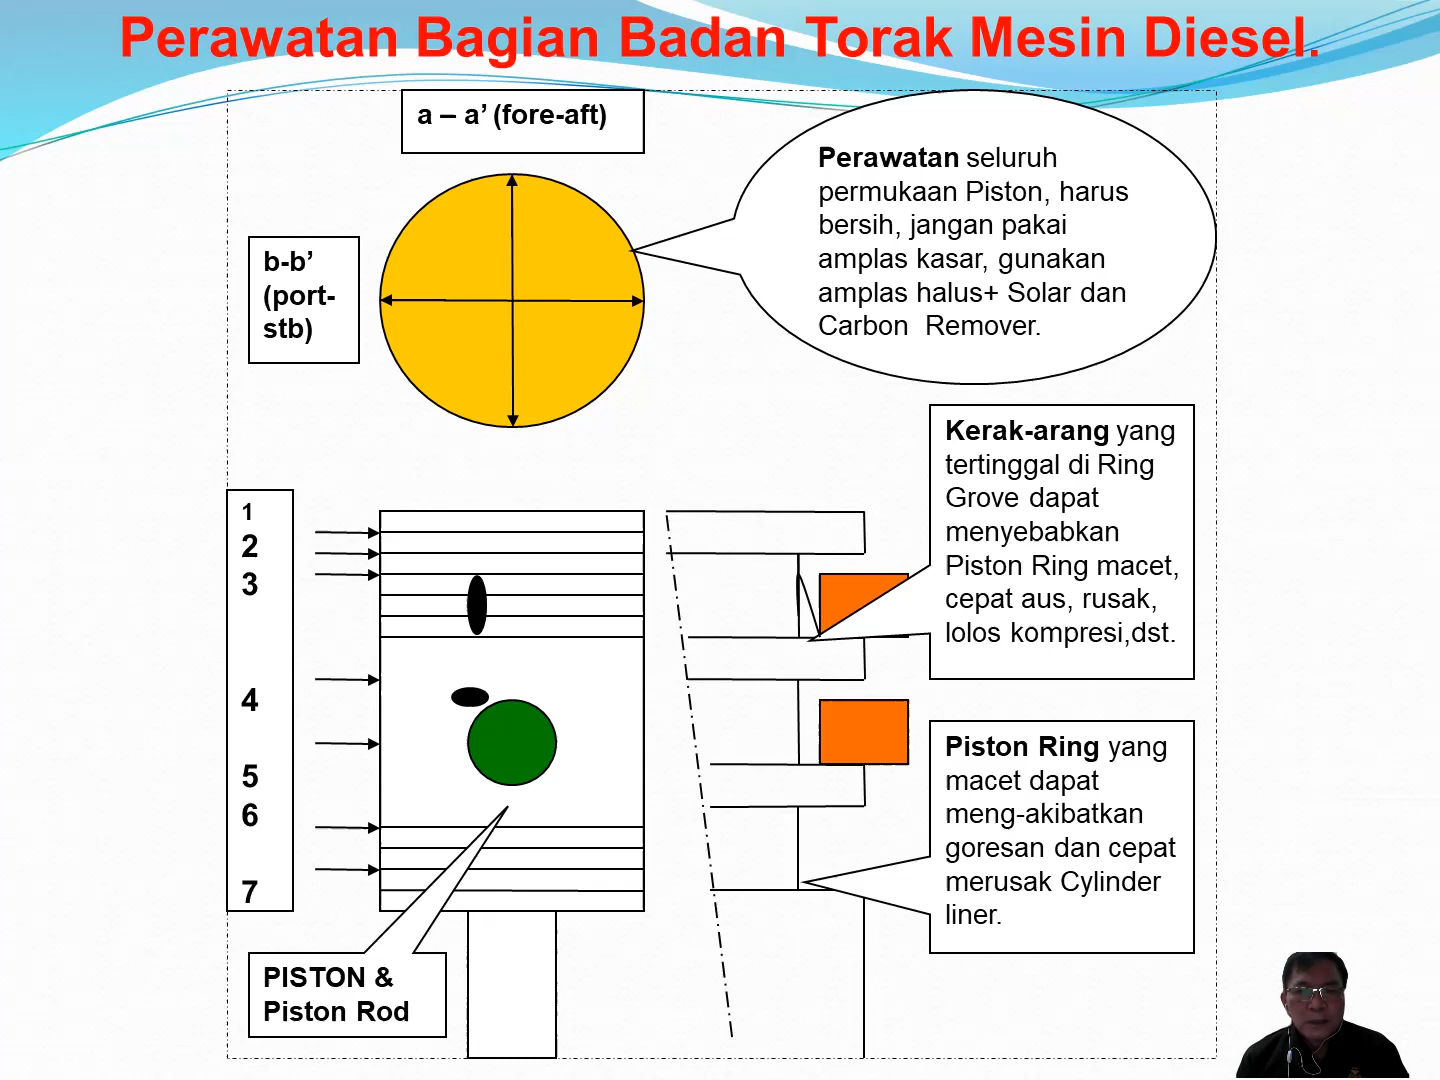 Perawatan Bagian Badan Torak Mesin Diesel.
a – a’ (fore-aft)
b-b’
(port-
stb)
Perawatan seluruh
permukaan Piston, harus
bersih, jangan pakai
amplas kasar, gunakan
amplas halus+ Solar dan
Carbon  Remover.
Kerak-arang yang
tertinggal di Ring
Grove dapat
menyebabkan
Piston Ring macet,
cepat aus, rusak,
lolos kompresi,dst.
1
2
3
4
5
6
7
Piston Ring yang
macet dapat
meng-akibatkan
goresan dan cepat
merusak Cylinder
liner.
PISTON &
Piston Rod